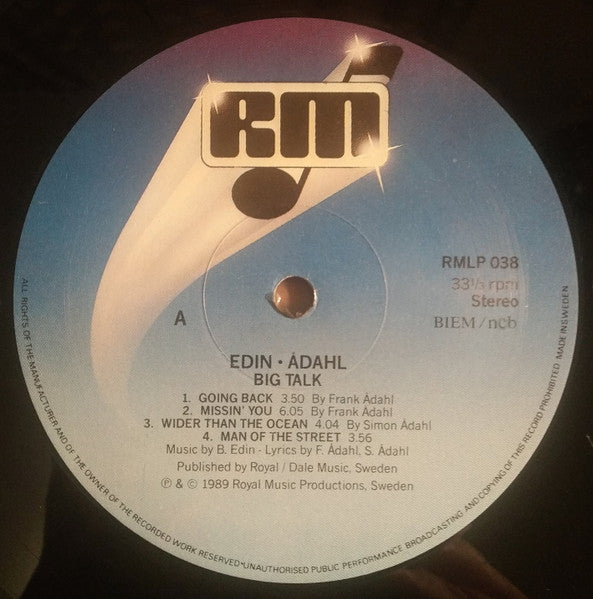 RM
RMLP 038
33⅓ rpm
Stereo
BIEM/ncb
A
EDIN • ÅDAHL
BIG TALK
1. GOING BACK 3.50 By Frank Ådahl
2. MISSIN' YOU 6.05 By Frank Ådahl
3. WIDER THAN THE OCEAN 4.04 By Simon Ådahl
4. MAN OF THE STREET 3.56
Music by B. Edin - Lyrics by F. Ådahl, S. Ådahl
Published by Royal / Dale Music, Sweden
℗ & © 1989 Royal Music Productions, Sweden
ALL RIGHTS OF THE MANUFACTURER AND OF THE OWNER OF THE RECORDED WORK RESERVED•UNAUTHORISED PUBLIC PERFORMANCE BROADCASTING AND COPYING OF THIS RECORD PROHIBITED. MADE IN SWEDEN